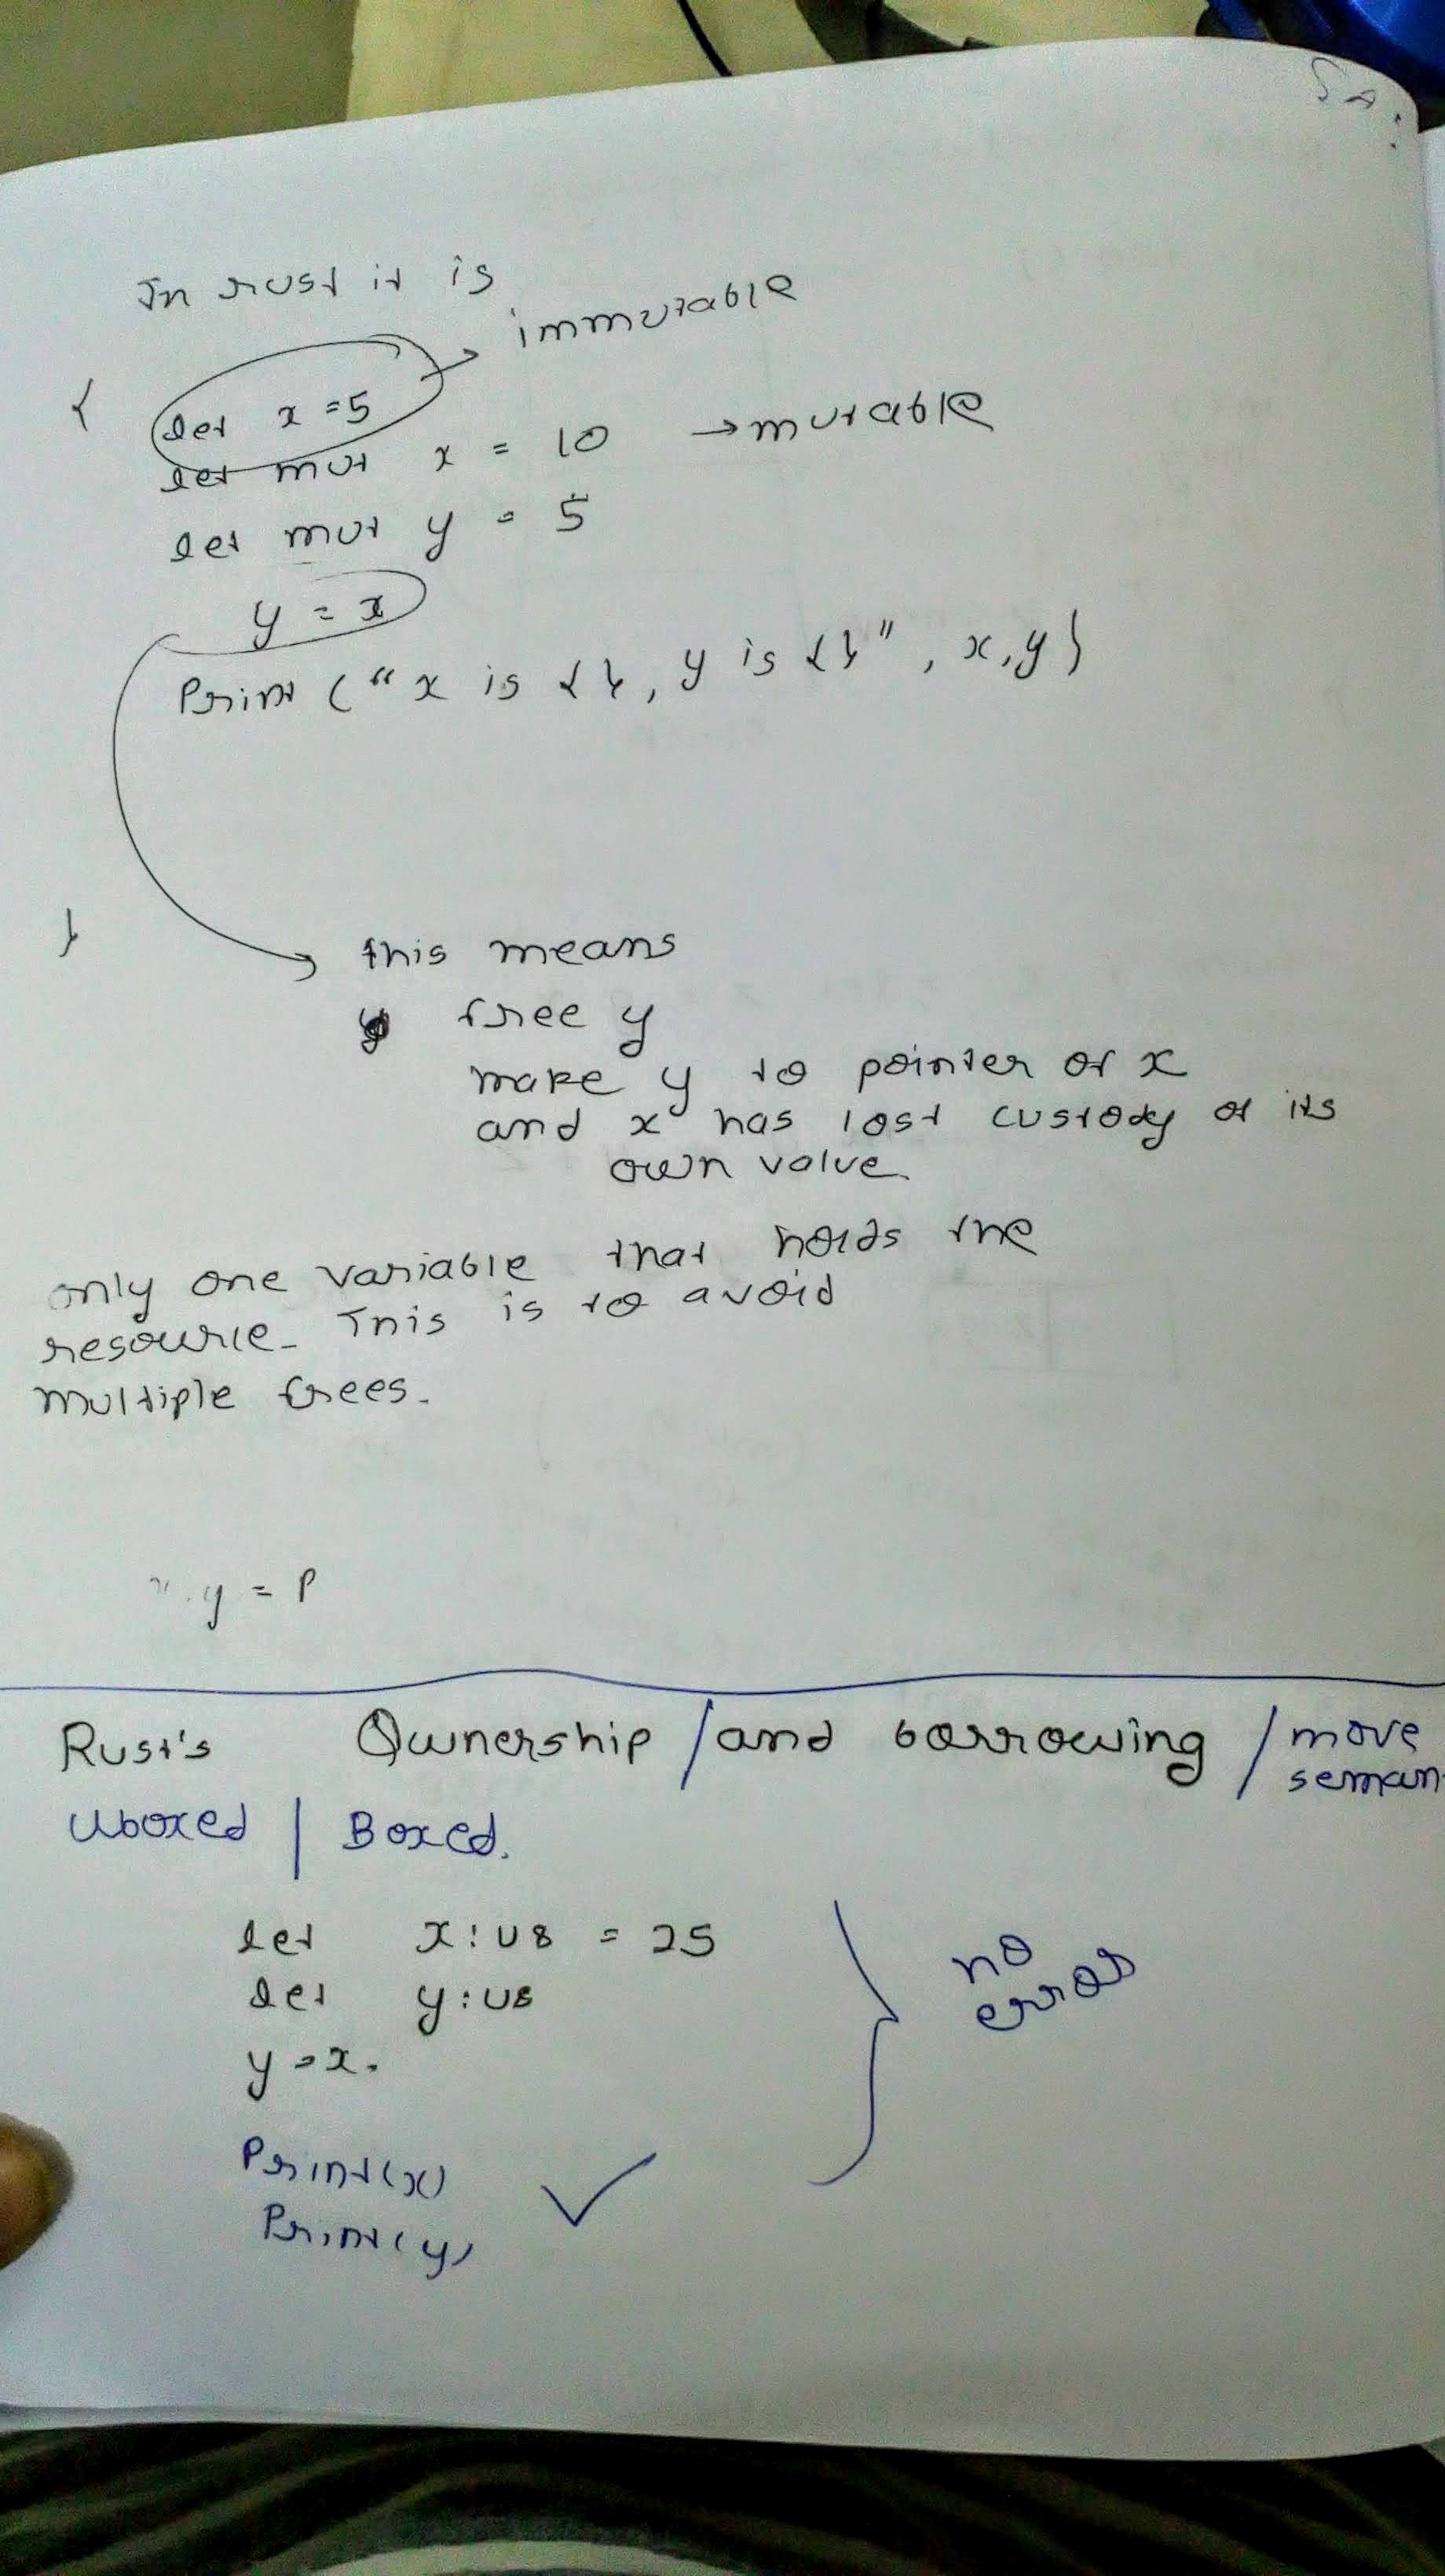 In rust it is
immutable
{
let x = 5
let mut x = 10 → mutable
let mut y = 5
y = x
Print ("x is {}, y is {}", x, y)
}
this means
free y
make y to pointer of x
and x has lost custody of its
own value.
only one variable that holds the
resource. This is to avoid
multiple frees.
y = P
Rust's Ownership / and borrowing / move
seman
Uboxed | Boxed.
let x : u8 = 25
let y : u8
y = x.
no
error
Print(x)
Print(y)